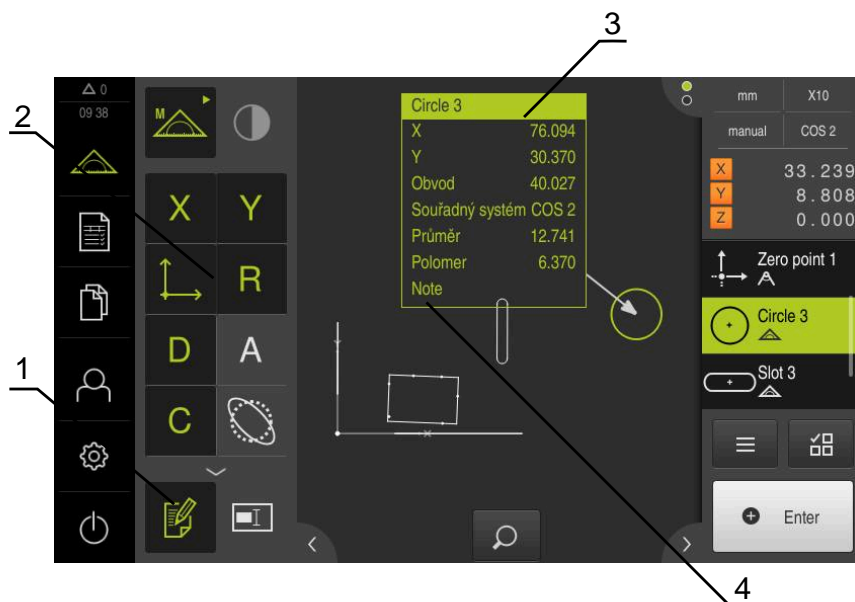 3
2
1
4
0
09 38
M
X
Y
R
D
A
C
Circle 3
X 76.094
Y 30.370
Obvod 40.027
Souřadný systém COS 2
Průměr 12.741
Polomer 6.370
Note
mm X10
manual COS 2
X 33.239
Y 8.808
Z 0.000
Zero point 1
Circle 3
Slot 3
Enter